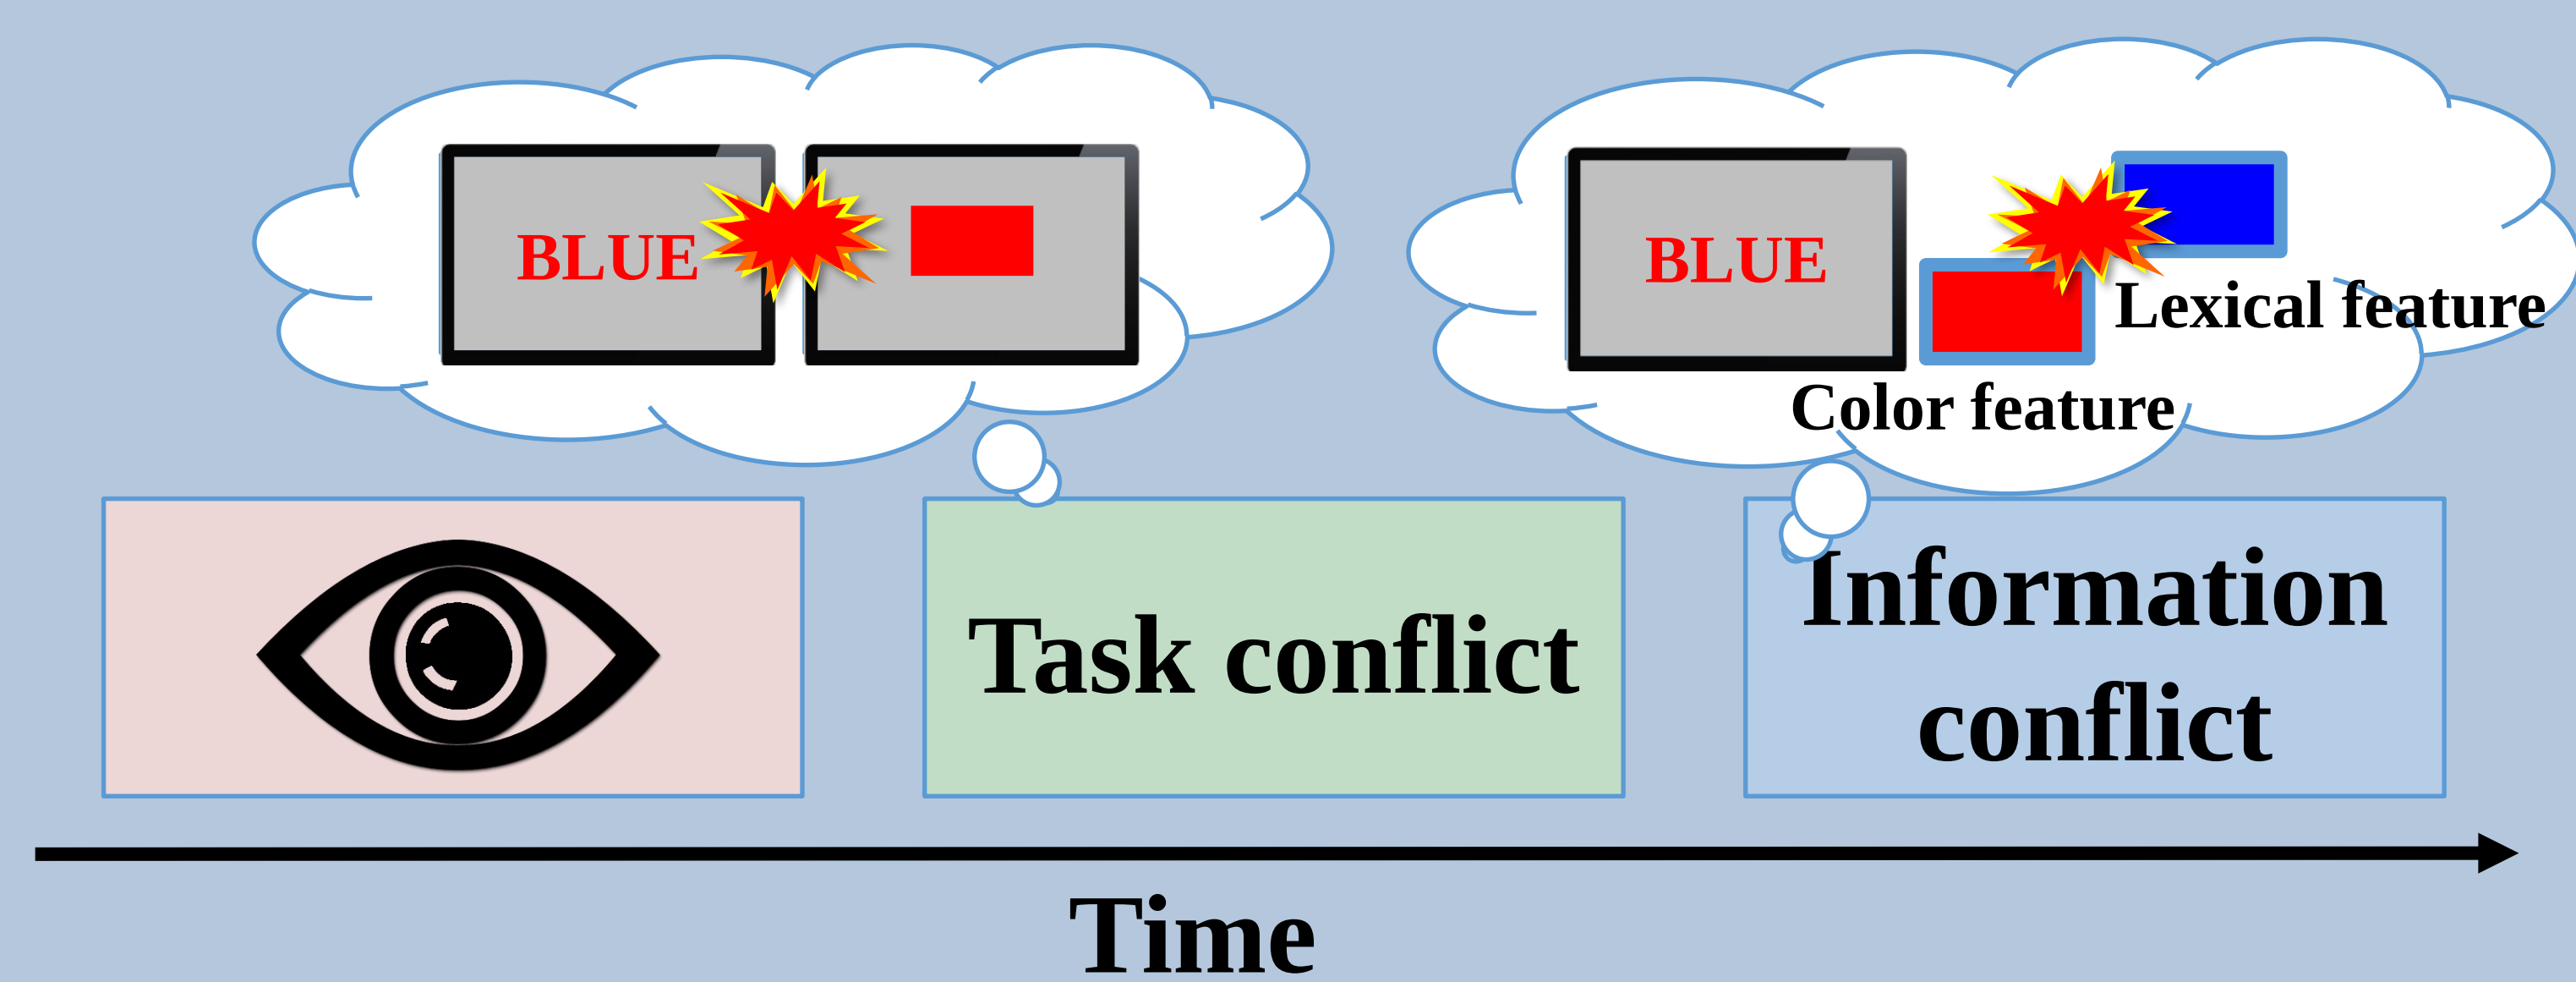 BLUE
BLUE
Lexical feature
Color feature
Task conflict
Information
conflict
Time